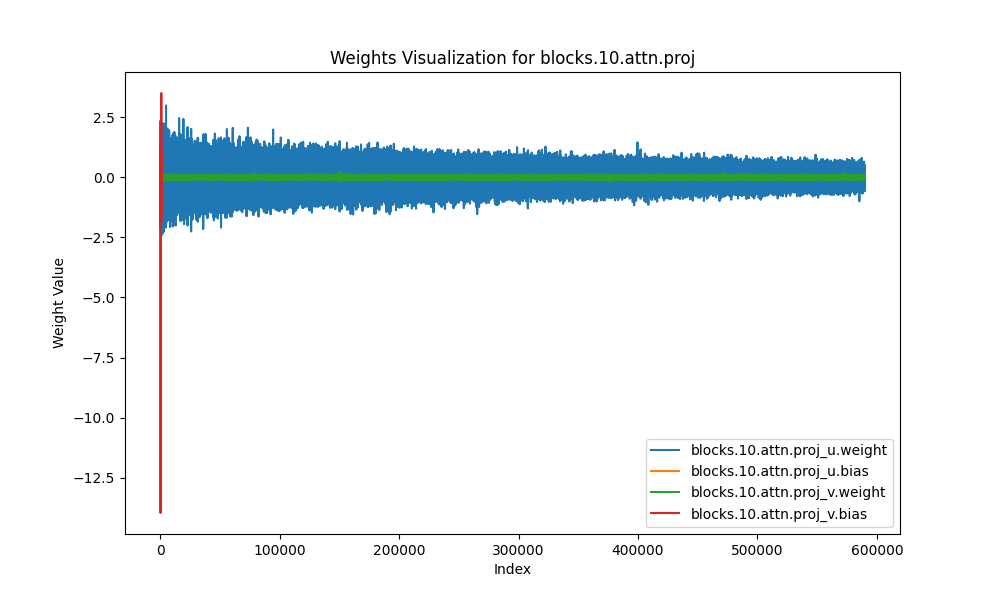 Weights Visualization for blocks.10.attn.proj
Weight Value
2.5
0.0
−2.5
−5.0
−7.5
−10.0
−12.5
blocks.10.attn.proj_u.weight
blocks.10.attn.proj_u.bias
blocks.10.attn.proj_v.weight
blocks.10.attn.proj_v.bias
0 100000 200000 300000 400000 500000 600000
Index